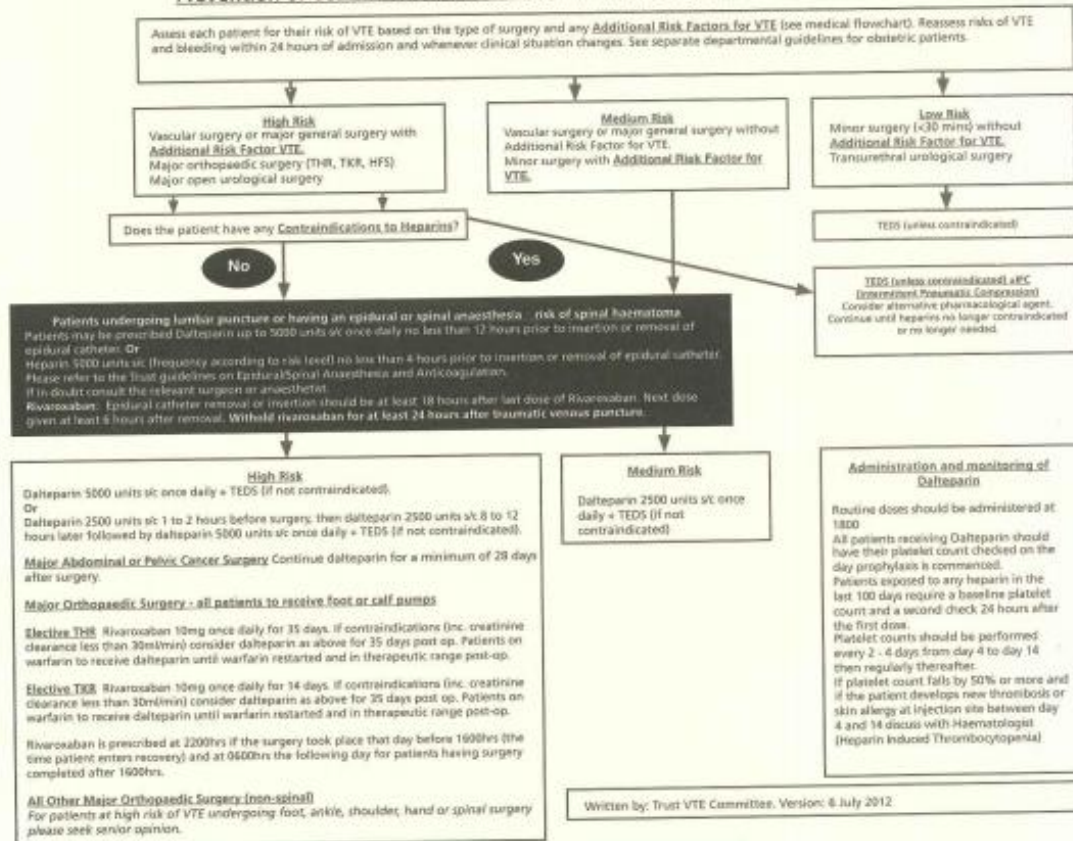 Assess each patient for their risk of VTE based on the type of surgery and any Additional Risk Factors for VTE (see medical flowchart). Reassess risks of VTE
and bleeding within 24 hours of admission and whenever clinical situation changes. See separate departmental guidelines for obstetric patients.
High Risk
Vascular surgery or major general surgery with
Additional Risk Factor VTE.
Major orthopaedic surgery (THR, TKR, HFS)
Major open urological surgery
Medium Risk
Vascular surgery or major general surgery without
Additional Risk Factor for VTE.
Minor surgery with Additional Risk Factor for
VTE.
Low Risk
Minor surgery (<30 mins) without
Additional Risk Factor for VTE.
Transurethral urological surgery
Does the patient have any Contraindications to Heparins?
TEDS (unless contraindicated)
No
Yes
TEDS (unless contraindicated) ±IPC
(Intermittent Pneumatic Compression)
Consider alternative pharmacological agent.
Continue until heparins no longer contraindicated
or no longer needed.
Patients undergoing lumbar puncture or having an epidural or spinal anaesthesia risk of spinal haematoma
Patients may be prescribed Dalteparin up to 5000 units s/c once daily no less than 12 hours prior to insertion or removal of
epidural catheter. Or
Heparin 5000 units s/c (frequency according to risk level) no less than 4 hours prior to insertion or removal of epidural catheter.
Please refer to the Trust guidelines on Epidural/Spinal Anaesthesia and Anticoagulation.
If in doubt consult the relevant surgeon or anaesthetist.
Rivaroxaban: Epidural catheter removal or insertion should be at least 18 hours after last dose of Rivaroxaban. Next dose
given at least 6 hours after removal. Withold rivaroxaban for at least 24 hours after traumatic venous puncture.
High Risk
Dalteparin 5000 units s/c once daily + TEDS (if not contraindicated).
Or
Dalteparin 2500 units s/c 1 to 2 hours before surgery, then dalteparin 2500 units s/c 8 to 12
hours later followed by dalteparin 5000 units s/c once daily + TEDS (if not contraindicated).
Major Abdominal or Pelvic Cancer Surgery Continue dalteparin for a minimum of 28 days
after surgery.
Major Orthopaedic Surgery - all patients to receive foot or calf pumps
Elective THR Rivaroxaban 10mg once daily for 35 days. If contraindications (inc. creatinine
clearance less than 30ml/min) consider dalteparin as above for 35 days post op. Patients on
warfarin to receive dalteparin until warfarin restarted and in therapeutic range post-op.
Elective TKR Rivaroxaban 10mg once daily for 14 days. If contraindications (inc. creatinine
clearance less than 30ml/min) consider dalteparin as above for 35 days post op. Patients on
warfarin to receive dalteparin until warfarin restarted and in therapeutic range post-op.
Rivaroxaban is prescribed at 2200hrs if the surgery took place that day before 1600hrs (the
time patient enters recovery) and at 0600hrs the following day for patients having surgery
completed after 1600hrs.
All Other Major Orthopaedic Surgery (non-spinal)
For patients at high risk of VTE undergoing foot, ankle, shoulder, hand or spinal surgery
please seek senior opinion.
Medium Risk
Dalteparin 2500 units s/c once
daily + TEDS (if not
contraindicated)
Administration and monitoring of
Dalteparin
Routine doses should be administered at
1800
All patients receiving Dalteparin should
have their platelet count checked on the
day prophylaxis is commenced.
Patients exposed to any heparin in the
last 100 days require a baseline platelet
count and a second check 24 hours after
the first dose.
Platelet counts should be performed
every 2 - 4 days from day 4 to day 14
then regularly thereafter.
If platelet count falls by 50% or more and
if the patient develops new thrombosis or
skin allergy at injection site between day
4 and 14 discuss with Haematologist
(Heparin Induced Thrombocytopenia)
Written by: Trust VTE Committee. Version: 6 July 2012